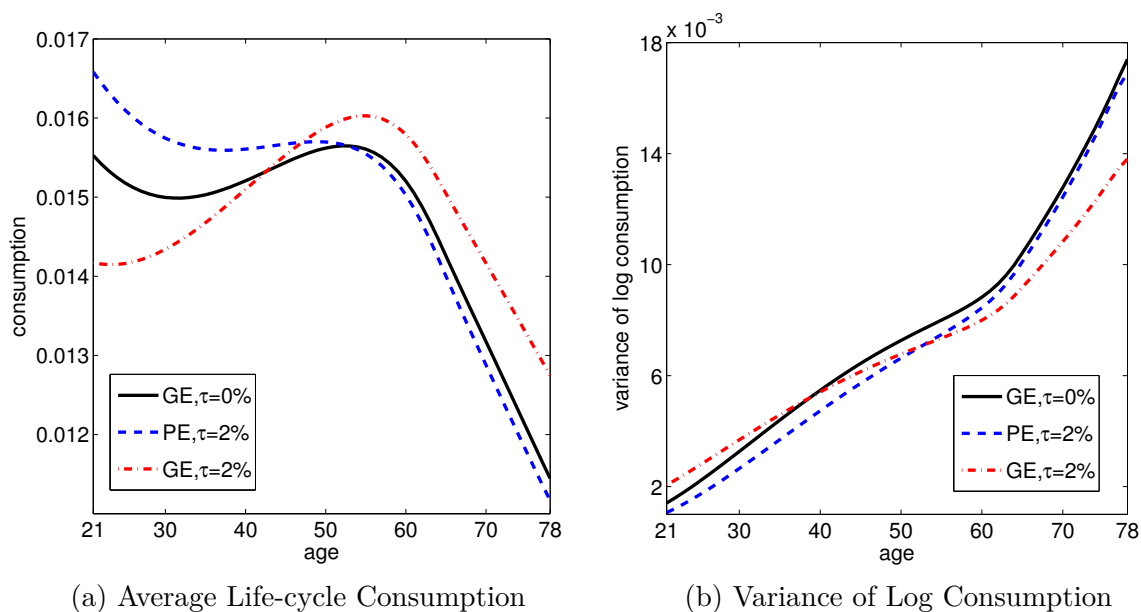 0.017
0.016
0.015
0.014
0.013
0.012
consumption
21 30 40 50 60 70 78
age
GE,τ=0%
PE,τ=2%
GE,τ=2%
(a) Average Life-cycle Consumption
x 10⁻³
18
14
10
6
2
variance of log consumption
21 30 40 50 60 70 78
age
GE,τ=0%
PE,τ=2%
GE,τ=2%
(b) Variance of Log Consumption